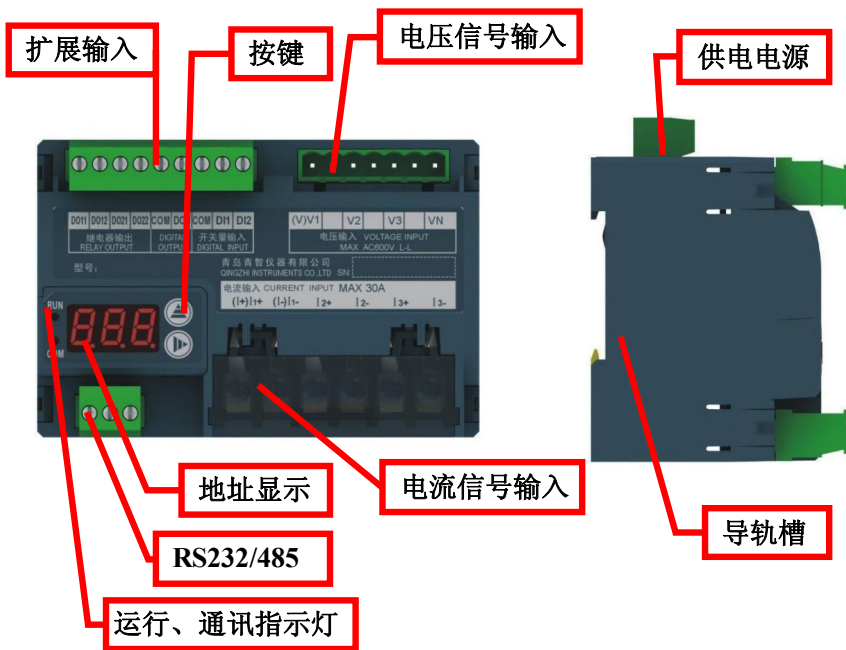 扩展输入
按键
电压信号输入
供电电源
DO11 DO12 DO21 DO22 COM DO COM DI1 DI2
继电器输出
RELAY OUTPUT
DIGITAL
OUTPUT
开关量输入
DIGITAL INPUT
(V)V1 V2 V3 VN
电压输入 VOLTAGE INPUT
MAX AC600V L-L
型号:
青岛青智仪器有限公司
QINGZHI INSTRUMENTS CO.,LTD SN:
电流输入 CURRENT INPUT MAX 30A
(I+)I1+ (I-)I1- I2+ I2- I3+ I3-
RUN
8.8.8.
COM
地址显示
电流信号输入
RS232/485
导轨槽
运行、通讯指示灯